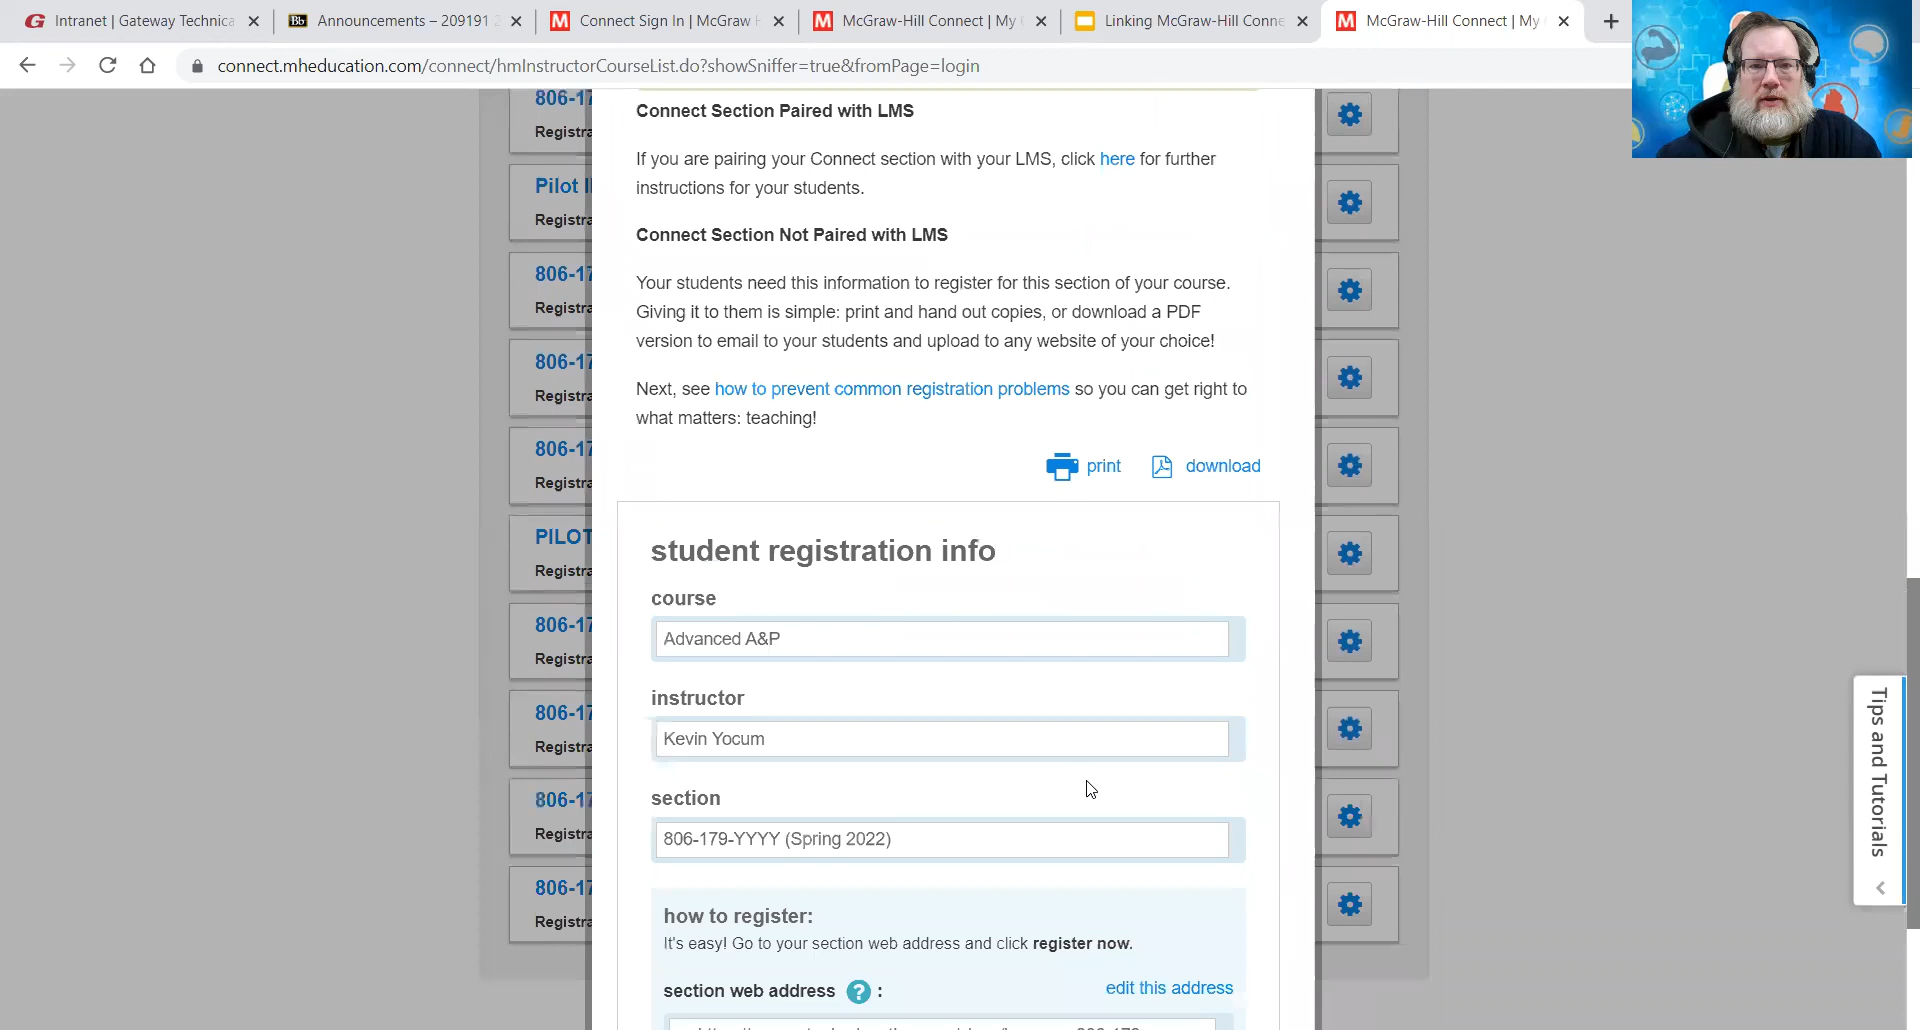 Intranet | Gateway Technica
Announcements – 209191 2
Connect Sign In | McGraw H
McGraw-Hill Connect | My C
Linking McGraw-Hill Conne
McGraw-Hill Connect | My C
connect.mheducation.com/connect/hmInstructorCourseList.do?showSniffer=true&fromPage=login
806-17
Registra
Pilot I
Registra
806-17
Registra
806-17
Registra
806-17
Registra
PILOT
Registra
806-17
Registra
806-17
Registra
806-17
Registra
806-17
Registra
Connect Section Paired with LMS
If you are pairing your Connect section with your LMS, click here for further
instructions for your students.
Connect Section Not Paired with LMS
Your students need this information to register for this section of your course.
Giving it to them is simple: print and hand out copies, or download a PDF
version to email to your students and upload to any website of your choice!
Next, see how to prevent common registration problems so you can get right to
what matters: teaching!
print download
student registration info
course
Advanced A&P
instructor
Kevin Yocum
section
806-179-YYYY (Spring 2022)
how to register:
It's easy! Go to your section web address and click register now.
section web address ? :
edit this address
Tips and Tutorials